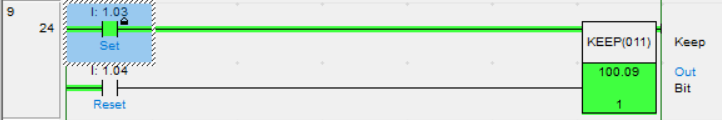 9
24
I: 1.03
Set
KEEP(011)
Keep
I: 1.04
Reset
100.09
Out
1
Bit